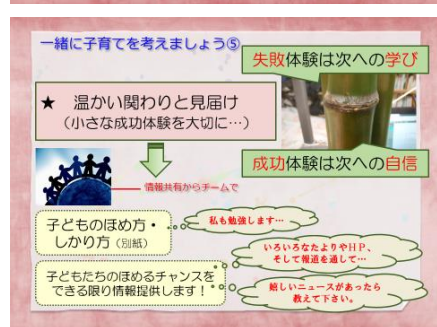 一緒に子育てを考えましょう⑤
失敗体験は次への学び
★ 温かい関わりと見届け
(小さな成功体験を大切に…)
成功体験は次への自信
情報共有からチームで
子どものほめ方・
しかり方(別紙)
私も勉強します…
いろいろなたよりやHP、
そして報道を通して…
子どもたちのほめるチャンスを
できる限り情報提供します!
嬉しいニュースがあったら
教えて下さい。